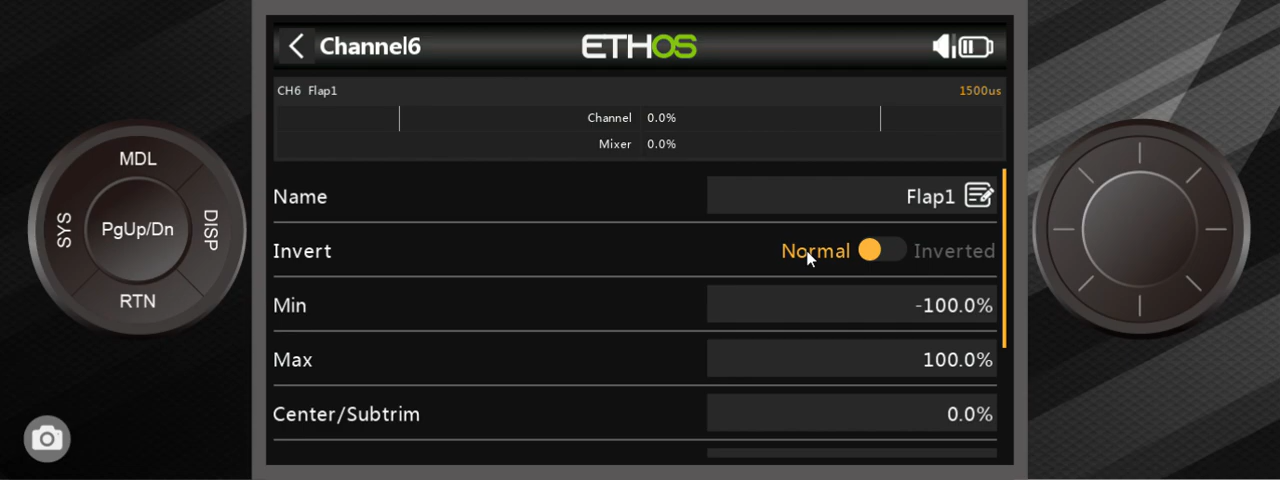 Channel6
ETHOS
CH6 Flap1
1500us
Channel 0.0%
Mixer 0.0%
Name Flap1
Invert Normal Inverted
Min -100.0%
Max 100.0%
Center/Subtrim 0.0%
MDL
SYS
PgUp/Dn
DISP
RTN